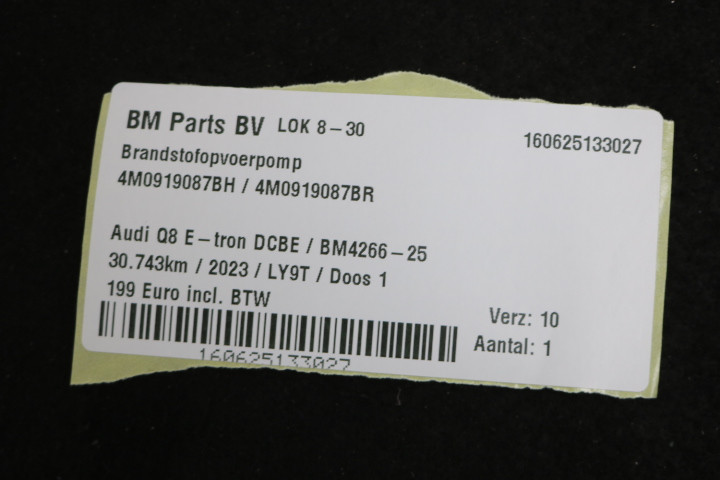 BM Parts BV LOK 8-30 160625133027
Brandstofopvoerpomp
4M0919087BH / 4M0919087BR
Audi Q8 E-tron DCBE / BM4266-25
30.743km / 2023 / LY9T / Doos 1
199 Euro incl. BTW
Verz: 10
Aantal: 1
160625133027